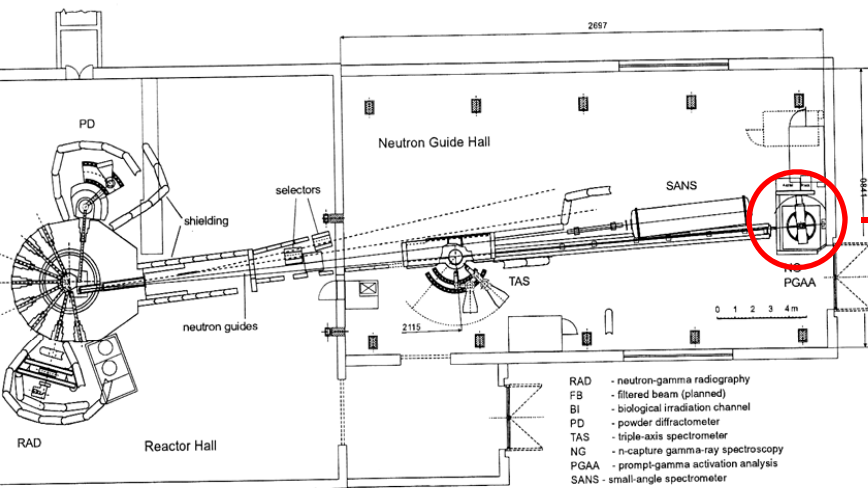 2697
PD
Neutron Guide Hall
selectors
SANS
shielding
NG
PGAA
TAS
neutron guides
2115
0 1 2 3 4 m
RAD
Reactor Hall
RAD - neutron-gamma radiography
FB - filtered beam (planned)
BI - biological irradiation channel
PD - powder diffractometer
TAS - triple-axis spectrometer
NG - n-capture gamma-ray spectroscopy
PGAA - prompt-gamma activation analysis
SANS - small-angle spectrometer